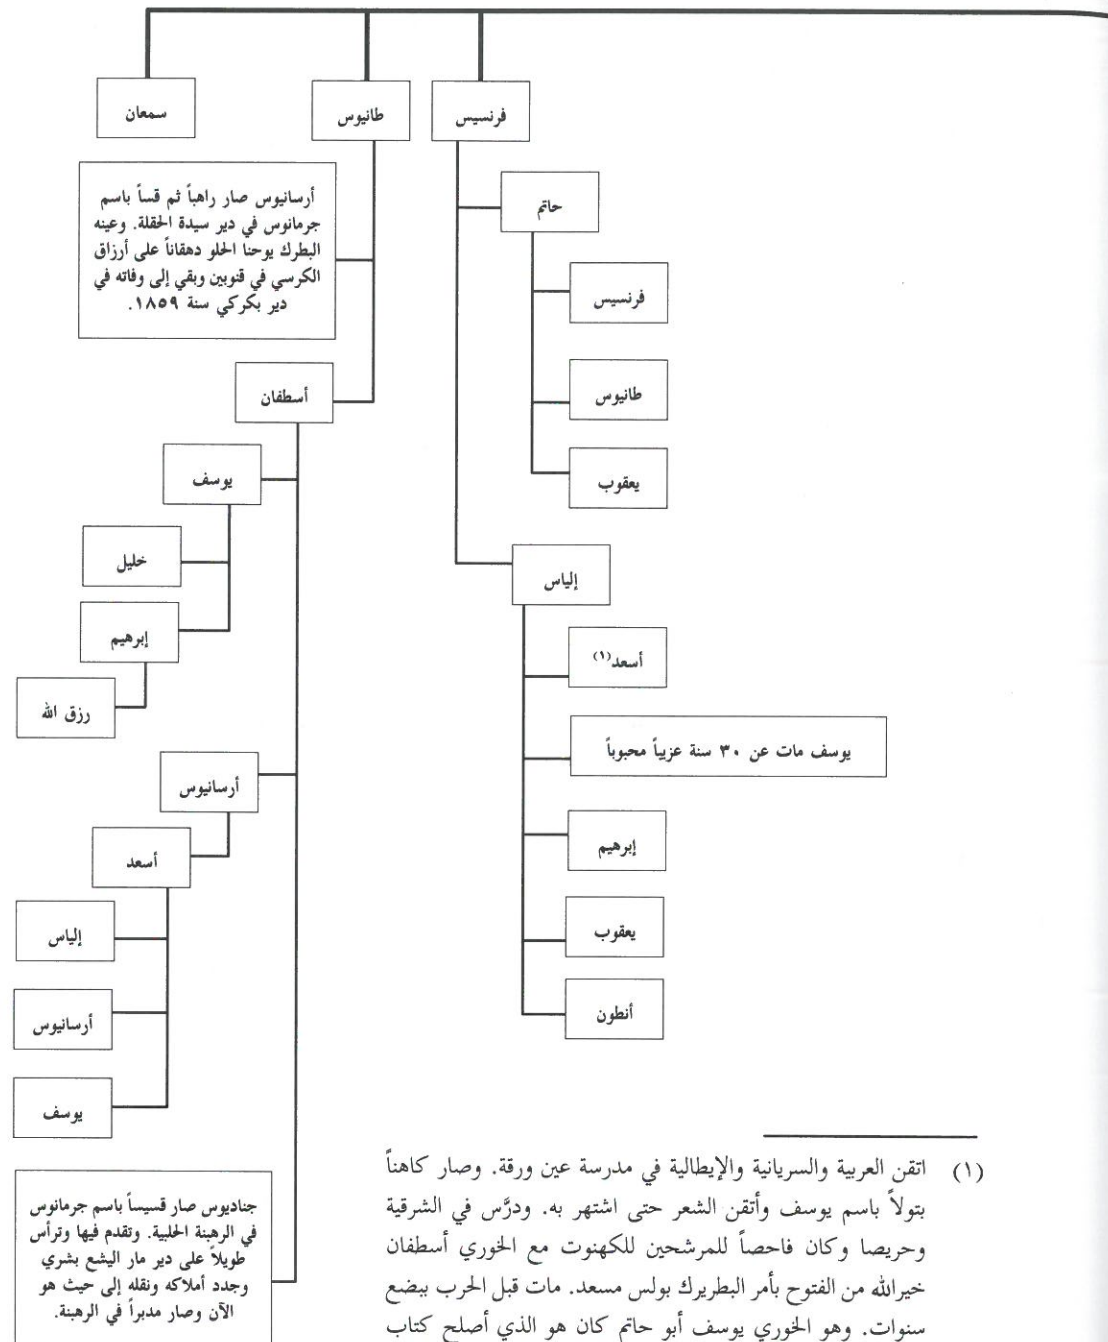 فرنسيس
طانيوس
سمعان
حاتم
فرنسيس
طانيوس
يعقوب
إلياس
أسعد(١)
يوسف مات عن ٣٠ سنة عزيباً محبوباً
إبرهيم
يعقوب
أنطون
أرسانيوس صار راهباً ثم قساً باسم
جرمانوس في دير سيدة الحقلة. وعينه
البطرك يوحنا الحلو دهقاناً على أرزاق
الكرسي في قنوبين وبقي إلى وفاته في
دير بكركي سنة ١٨٥٩.
أسطفان
يوسف
خليل
إبرهيم
رزق الله
أرسانيوس
أسعد
إلياس
أرسانيوس
يوسف
جناديوس صار قسيساً باسم جرمانوس
في الرهبنة الحلبية. وتقدم فيها وترأس
طويلاً على دير مار اليشع بشري
وجدد أملاكه ونقله إلى حيث هو
الآن وصار مدبراً في الرهبنة.
(١) اتقن العربية والسريانية والإيطالية في مدرسة عين ورقة. وصار كاهناً
بتولاً باسم يوسف وأتقن الشعر حتى اشتهر به. ودرَّس في الشرقية
وحريصا وكان فاحصاً للمرشحين للكهنوت مع الخوري أسطفان
خيرالله من الفتوح بأمر البطريرك بولس مسعد. مات قبل الحرب ببضع
سنوات. وهو الخوري يوسف أبو حاتم كان هو الذي أصلح كتاب